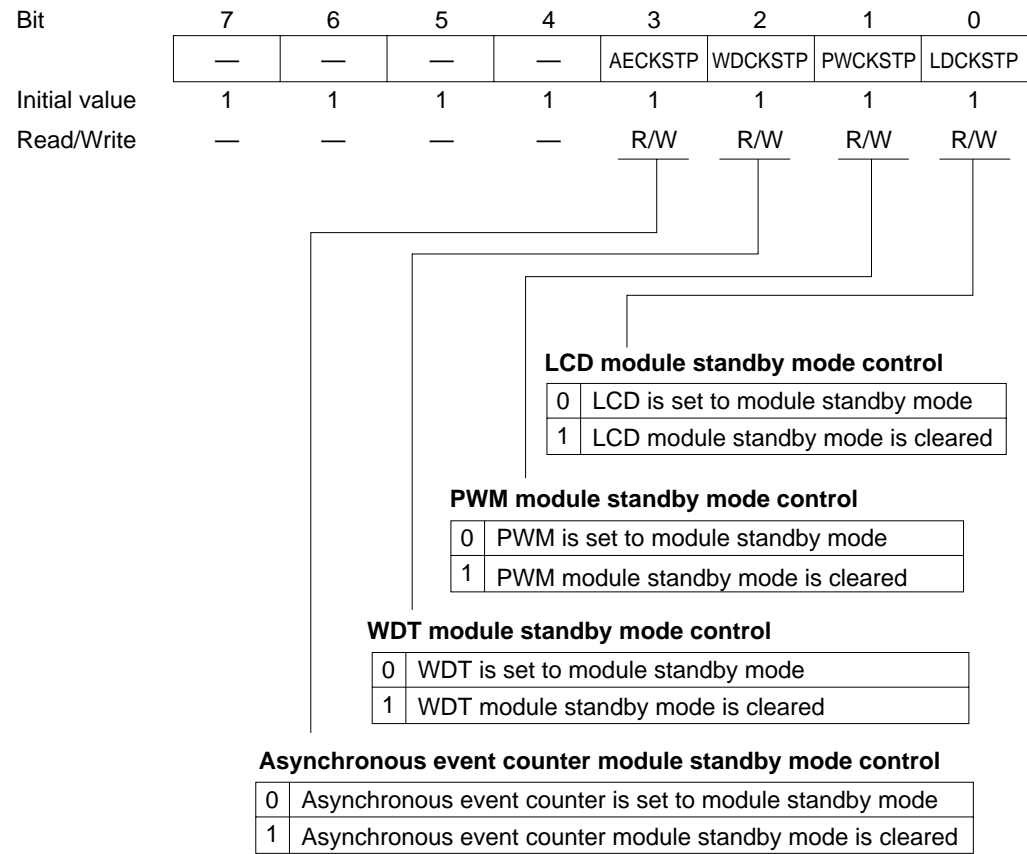 Bit 7 6 5 4 3 2 1 0
— — — — AECKSTP WDCKSTP PWCKSTP LDCKSTP
Initial value 1 1 1 1 1 1 1 1
Read/Write — — — — R/W R/W R/W R/W
LCD module standby mode control
0 LCD is set to module standby mode
1 LCD module standby mode is cleared
PWM module standby mode control
0 PWM is set to module standby mode
1 PWM module standby mode is cleared
WDT module standby mode control
0 WDT is set to module standby mode
1 WDT module standby mode is cleared
Asynchronous event counter module standby mode control
0 Asynchronous event counter is set to module standby mode
1 Asynchronous event counter module standby mode is cleared